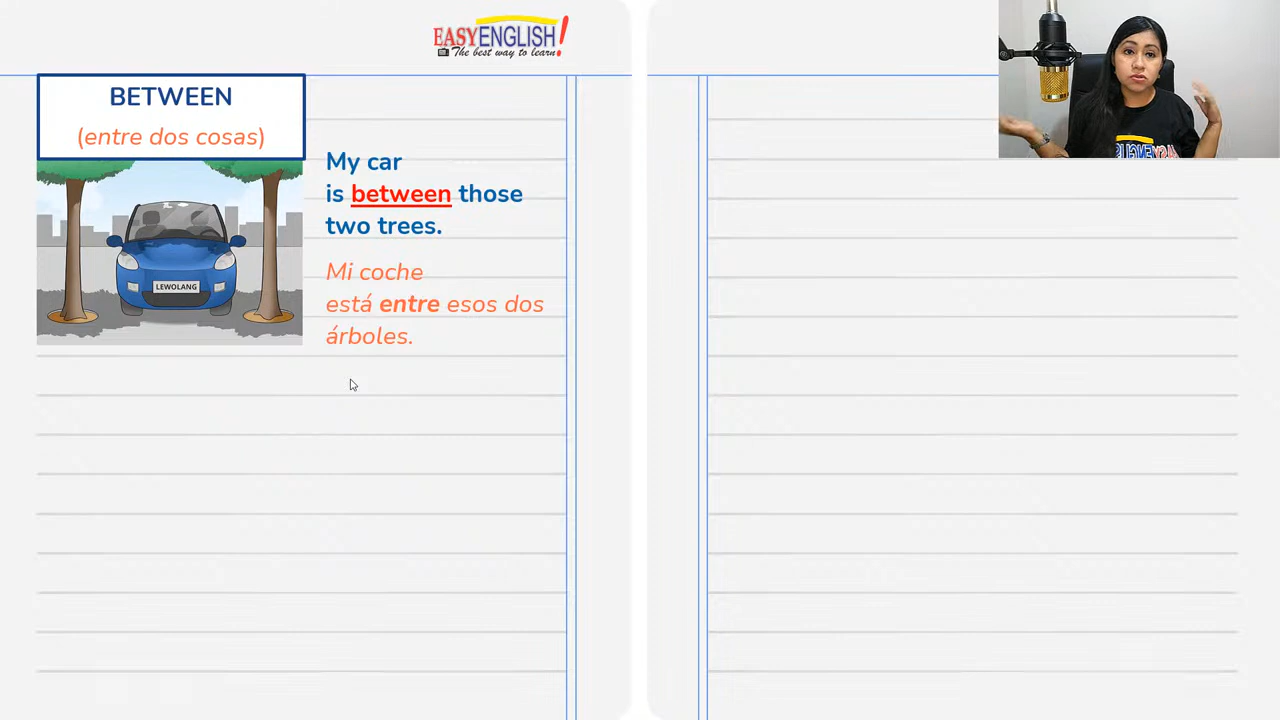 EASYENGLISH!
The best way to learn!
BETWEEN
(entre dos cosas)
My car
is between those
two trees.
Mi coche
está entre esos dos
árboles.
LEWOLANG